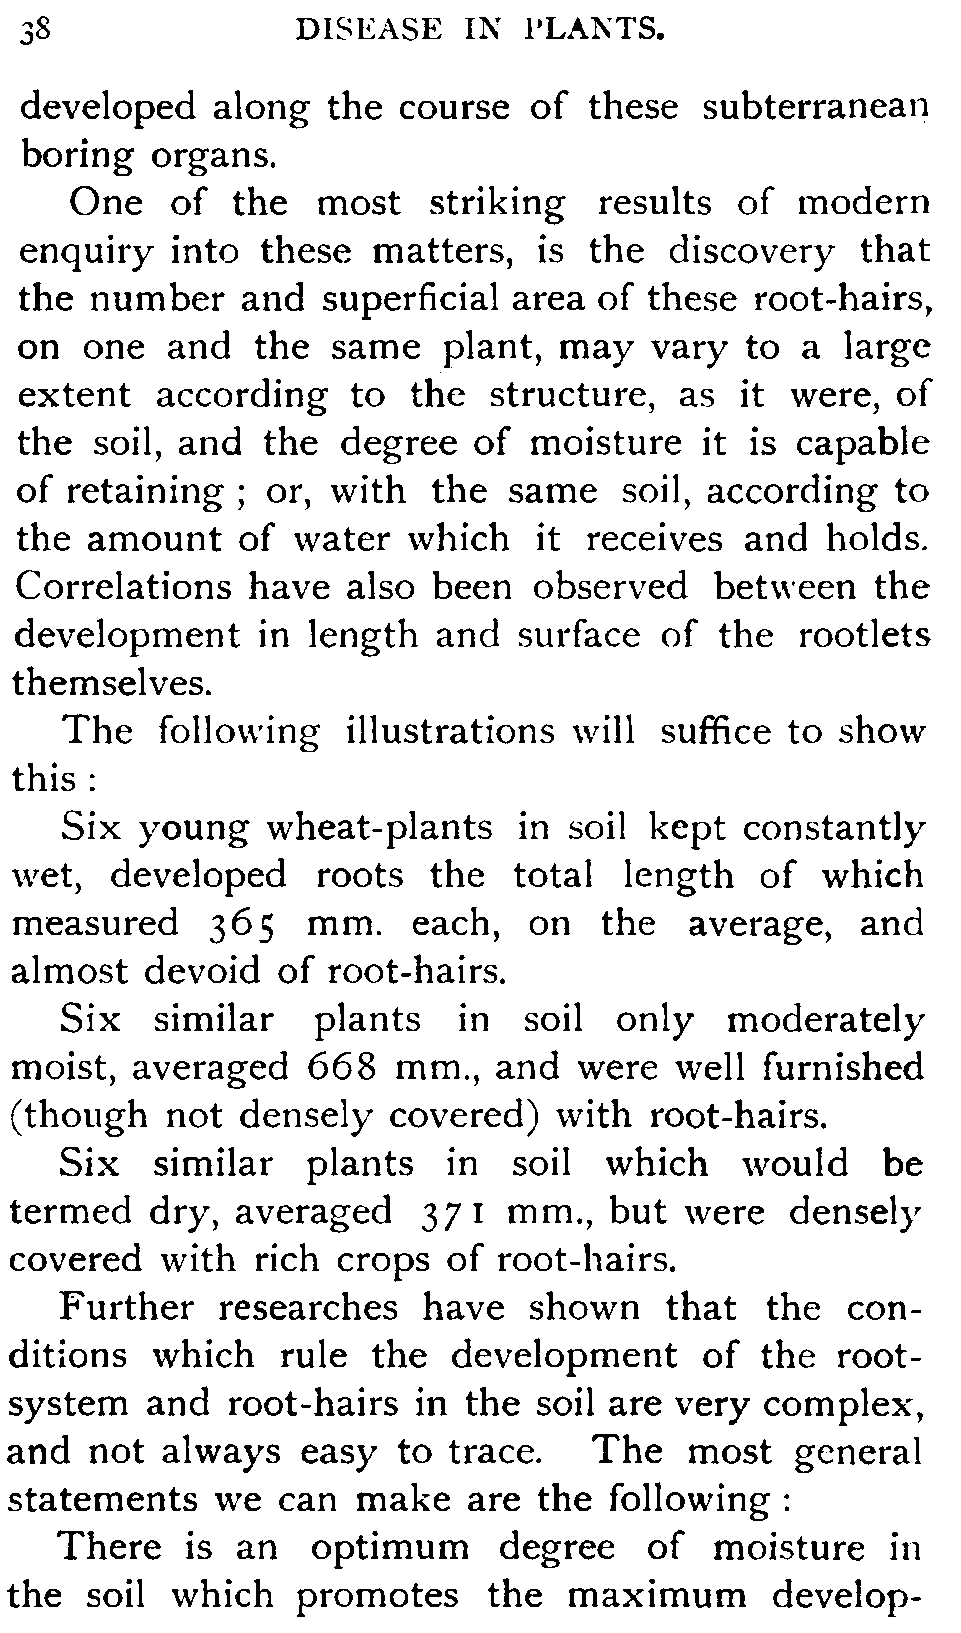 38 DISEASE IN PLANTS.
developed along the course of these subterranean
boring organs.
One of the most striking results of modern
enquiry into these matters, is the discovery that
the number and superficial area of these root-hairs,
on one and the same plant, may vary to a large
extent according to the structure, as it were, of
the soil, and the degree of moisture it is capable
of retaining ; or, with the same soil, according to
the amount of water which it receives and holds.
Correlations have also been observed between the
development in length and surface of the rootlets
themselves.
The following illustrations will suffice to show
this :
Six young wheat-plants in soil kept constantly
wet, developed roots the total length of which
measured 365 mm. each, on the average, and
almost devoid of root-hairs.
Six similar plants in soil only moderately
moist, averaged 668 mm., and were well furnished
(though not densely covered) with root-hairs.
Six similar plants in soil which would be
termed dry, averaged 371 mm., but were densely
covered with rich crops of root-hairs.
Further researches have shown that the con-
ditions which rule the development of the root-
system and root-hairs in the soil are very complex,
and not always easy to trace. The most general
statements we can make are the following :
There is an optimum degree of moisture in
the soil which promotes the maximum develop-